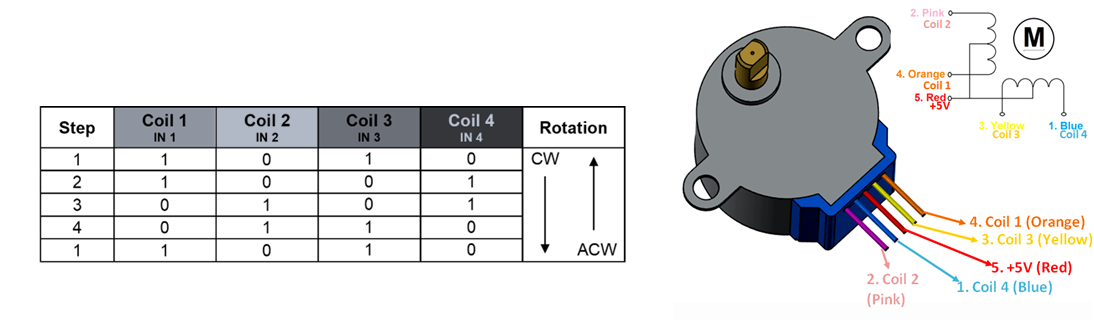 Step Coil 1 Coil 2 Coil 3 Coil 4 Rotation
IN 1 IN 2 IN 3 IN 4
1 1 0 1 0 CW
2 1 0 0 1
3 0 1 0 1
4 0 1 1 0
1 1 0 1 0 ACW
2. Pink
Coil 2
M
4. Orange
Coil 1
5. Red
+5V
3. Yellow
Coil 3
1. Blue
Coil 4
4. Coil 1 (Orange)
3. Coil 3 (Yellow)
5. +5V (Red)
2. Coil 2
(Pink)
1. Coil 4 (Blue)